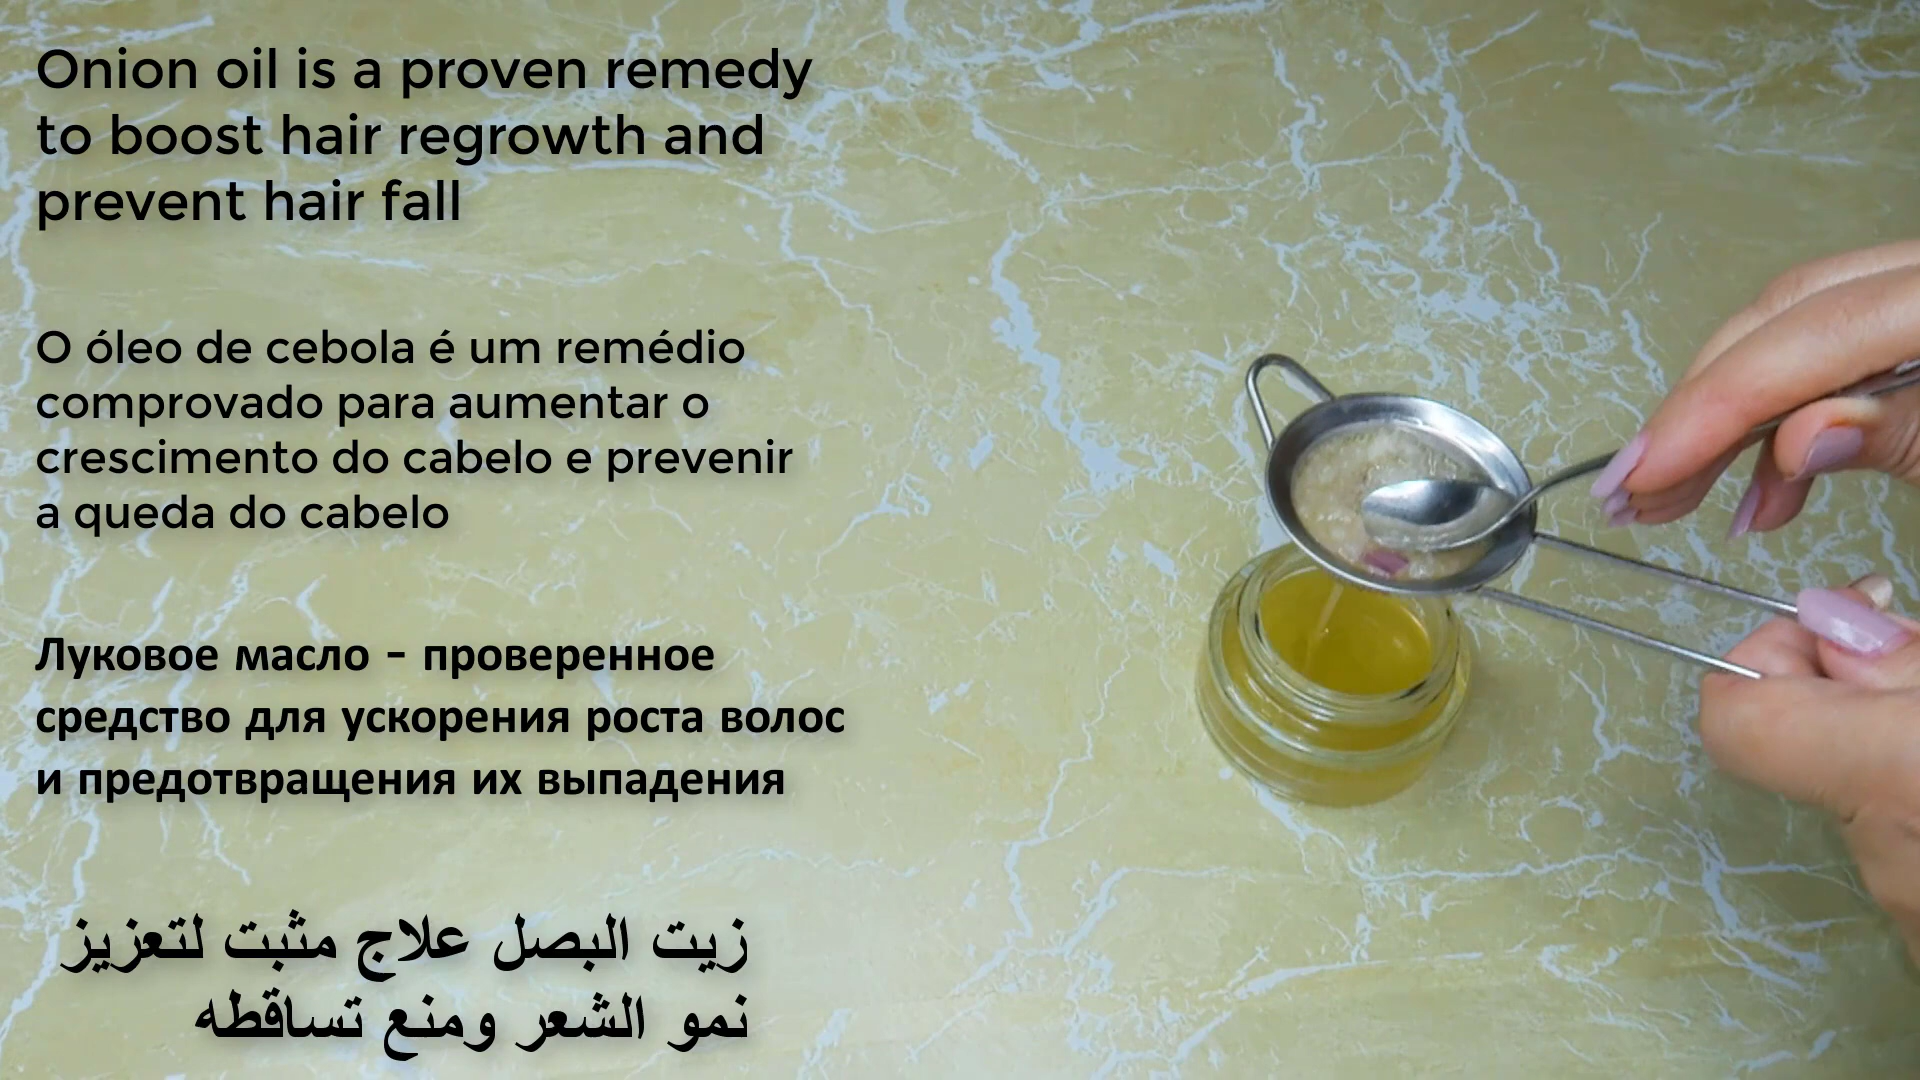 Onion oil is a proven remedy
to boost hair regrowth and
prevent hair fall
O óleo de cebola é um remédio
comprovado para aumentar o
crescimento do cabelo e prevenir
a queda do cabelo
Луковое масло - проверенное
средство для ускорения роста волос
и предотвращения их выпадения
زيت البصل علاج مثبت لتعزيز
نمو الشعر ومنع تساقطه